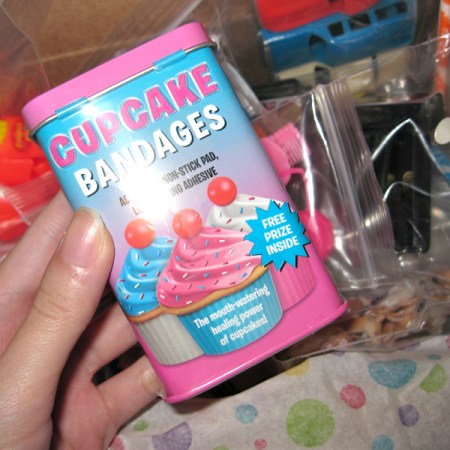 CUPCAKE
BANDAGES
NON-STICK PAD,
ADHESIVE
FREE
PRIZE
INSIDE
The mouth-watering
healing power
of cupcakes!